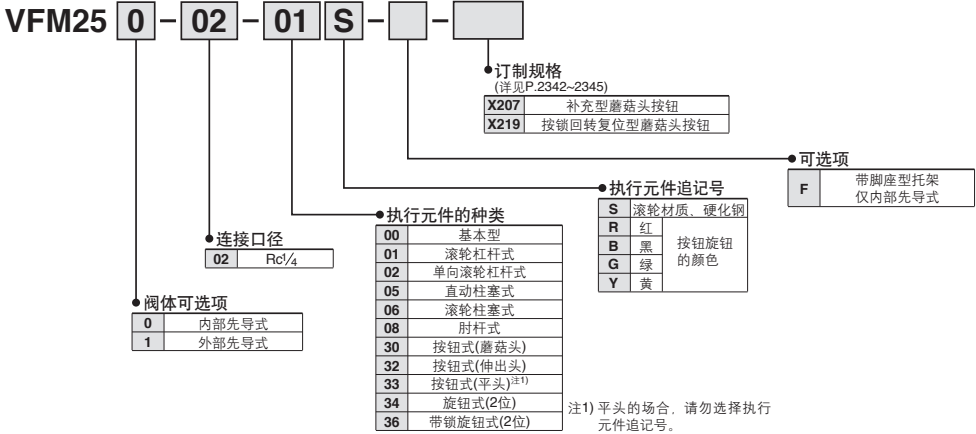 VFM25 0 - 02 - 01 S - -
订制规格
(详见P.2342~2345)
X207 补充型蘑菇头按钮
X219 按锁回转复位型蘑菇头按钮
可选项
F 带脚座型托架
仅内部先导式
执行元件追记号
S 滚轮材质、硬化钢
R 红
B 黑
G 绿
Y 黄
按钮旋钮
的颜色
执行元件的种类
00 基本型
01 滚轮杠杆式
02 单向滚轮杠杆式
05 直动柱塞式
06 滚轮柱塞式
08 肘杆式
30 按钮式(蘑菇头)
32 按钮式(伸出头)
33 按钮式(平头)注1)
34 旋钮式(2位)
36 带锁旋钮式(2位)
注1) 平头的场合，请勿选择执行
元件追记号。
连接口径
02 Rc1/4
阀体可选项
0 内部先导式
1 外部先导式